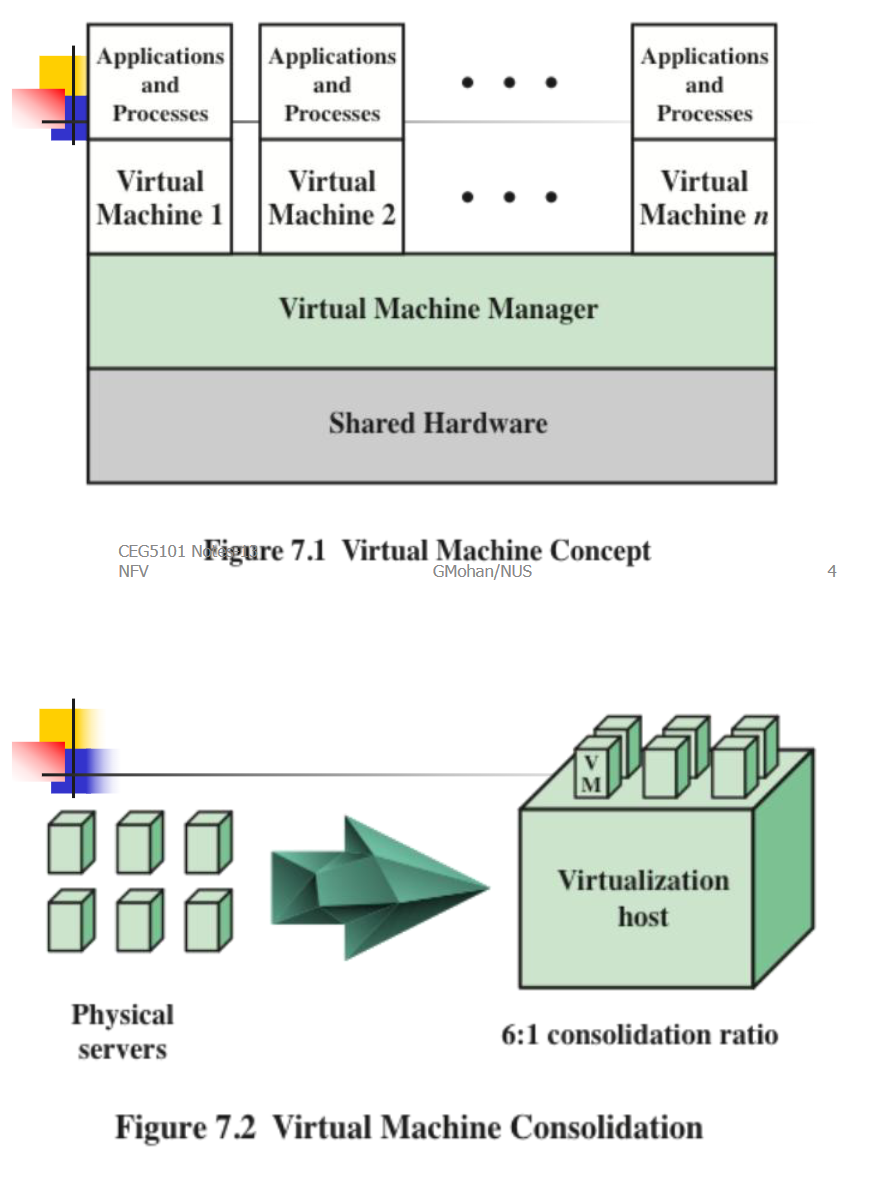 Applications
and
Processes
Applications
and
Processes
Applications
and
Processes
Virtual
Machine 1
Virtual
Machine 2
Virtual
Machine n
Virtual Machine Manager
Shared Hardware
Figure 7.1 Virtual Machine Concept
CEG5101 Notes-13
NFV
GMohan/NUS
4
V
M
Virtualization
host
Physical
servers
6:1 consolidation ratio
Figure 7.2 Virtual Machine Consolidation